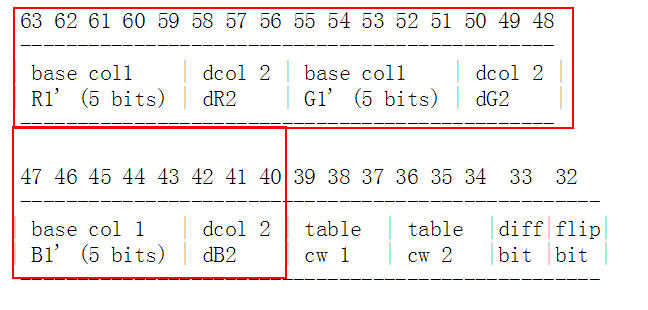 63 62 61 60 59 58 57 56 55 54 53 52 51 50 49 48
-----------------------------------------------
base col1 | dcol 2 | base col1 | dcol 2 |
R1' (5 bits) | dR2 | G1' (5 bits) | dG2 |
-----------------------------------------------
47 46 45 44 43 42 41 40 39 38 37 36 35 34 33 32
---------------------------------------------------
| base col 1 | dcol 2 | table | table |diff|flip|
| B1' (5 bits) | dB2 | cw 1 | cw 2 |bit |bit |
---------------------------------------------------